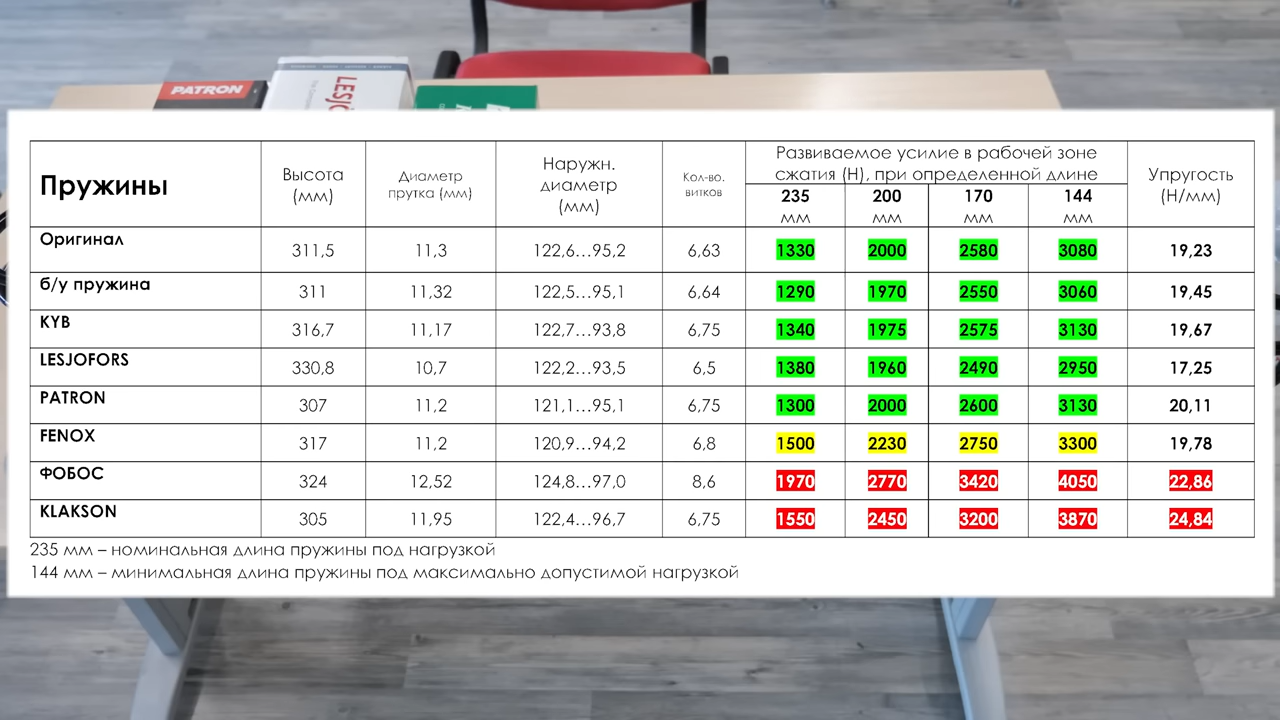 PATRON
LESJÖ
Пружины
Высота
(мм)
Диаметр
прутка (мм)
Наружн.
диаметр
(мм)
Кол-во.
витков
Развиваемое усилие в рабочей зоне
сжатия (Н), при определенной длине
235
мм
200
мм
170
мм
144
мм
Упругость
(Н/мм)
Оригинал 311,5 11,3 122,6…95,2 6,63 1330 2000 2580 3080 19,23
б/у пружина 311 11,32 122,5…95,1 6,64 1290 1970 2550 3060 19,45
KYB 316,7 11,17 122,7…93,8 6,75 1340 1975 2575 3130 19,67
LESJOFORS 330,8 10,7 122,2…93,5 6,5 1380 1960 2490 2950 17,25
PATRON 307 11,2 121,1…95,1 6,75 1300 2000 2600 3130 20,11
FENOX 317 11,2 120,9…94,2 6,8 1500 2230 2750 3300 19,78
ФОБОС 324 12,52 124,8…97,0 8,6 1970 2770 3420 4050 22,86
KLAKSON 305 11,95 122,4…96,7 6,75 1550 2450 3200 3870 24,84
235 мм – номинальная длина пружины под нагрузкой
144 мм – минимальная длина пружины под максимально допустимой нагрузкой